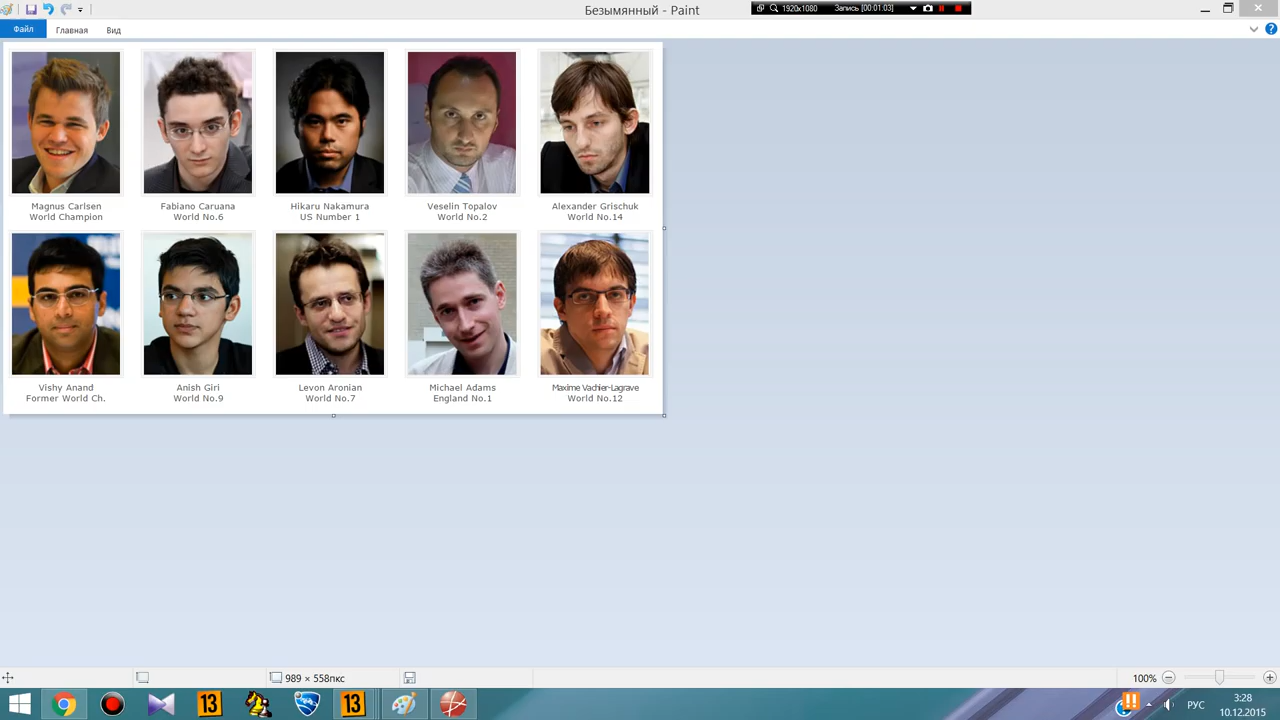 Безымянный - Paint
1920x1080
Запись [00:01:03]
Файл
Главная
Вид
Magnus Carlsen
World Champion
Fabiano Caruana
World No.6
Hikaru Nakamura
US Number 1
Veselin Topalov
World No.2
Alexander Grischuk
World No.14
Vishy Anand
Former World Ch.
Anish Giri
World No.9
Levon Aronian
World No.7
Michael Adams
England No.1
Maxime Vachier-Lagrave
World No.12
989 × 558пкс
100%
13
13
РУС
3:28
10.12.2015